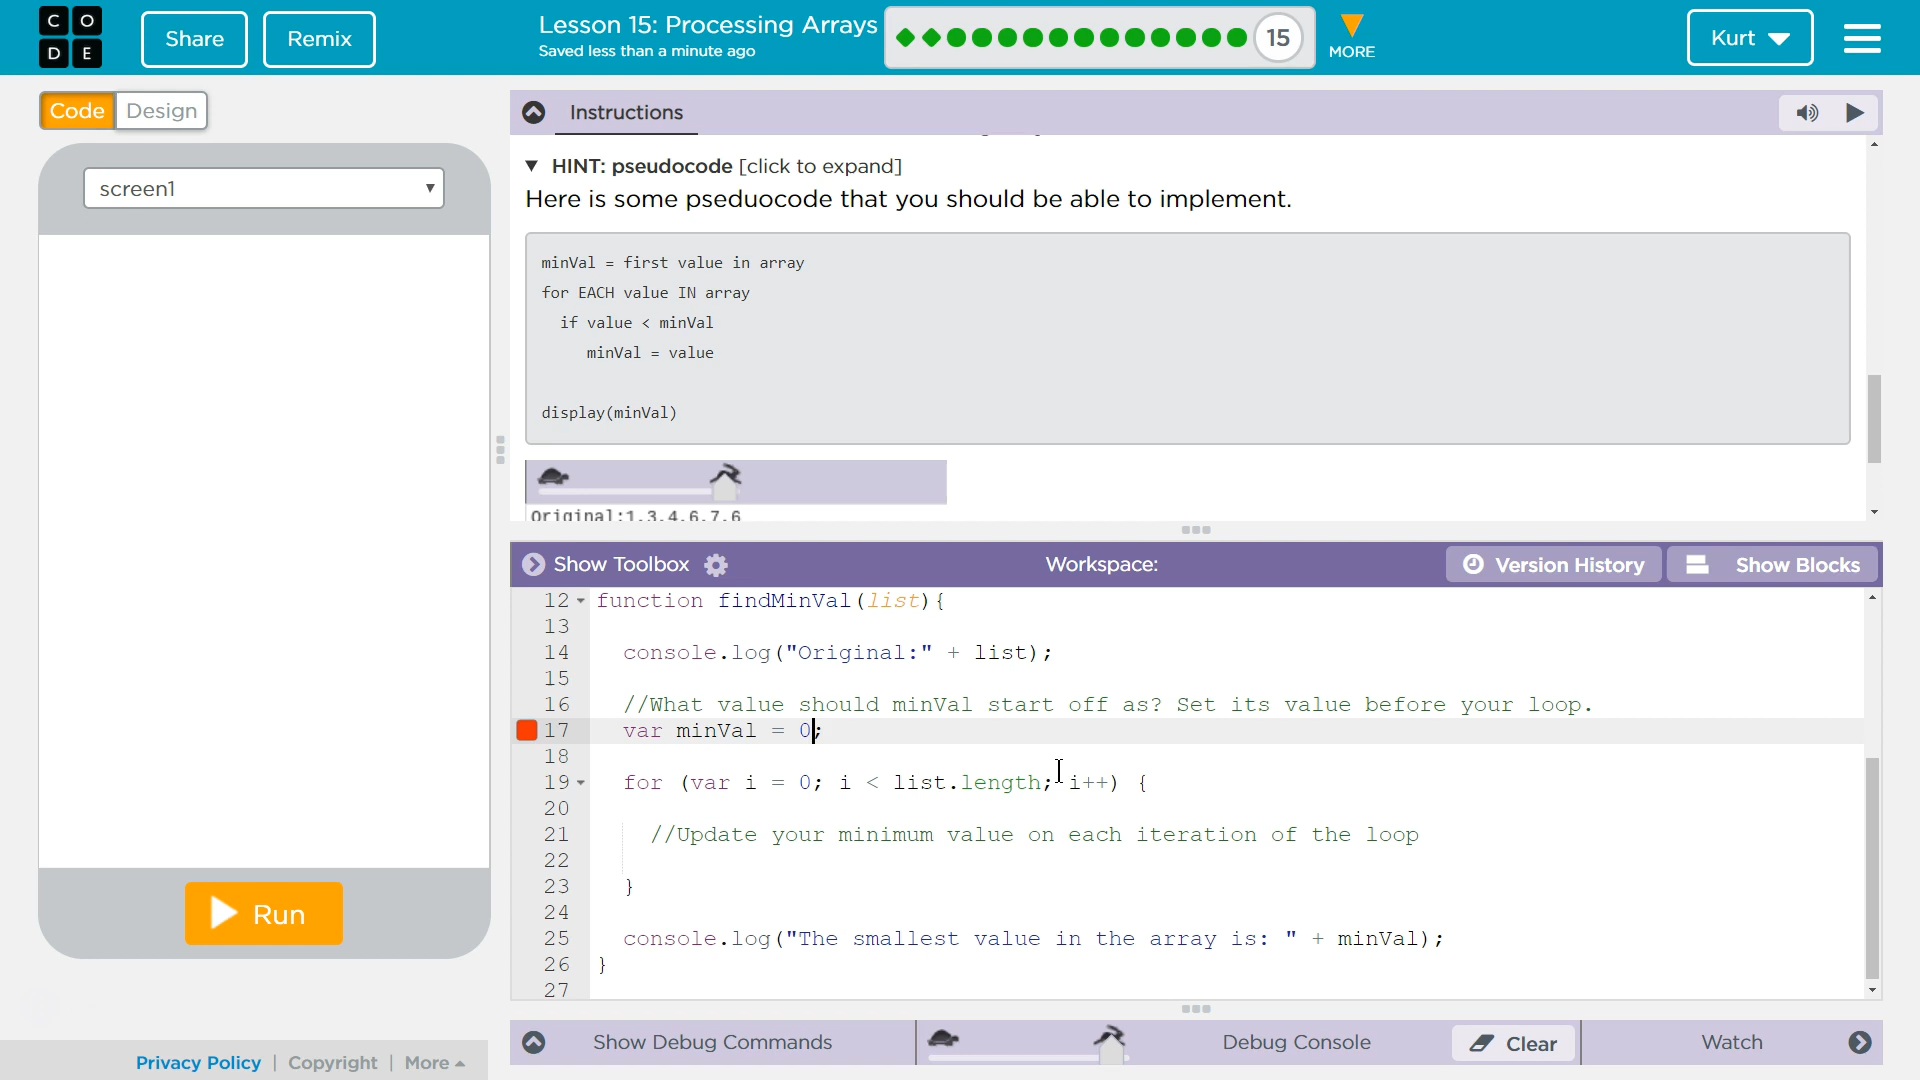 C O
D E
Share
Remix
Lesson 15: Processing Arrays
Saved less than a minute ago
15
MORE
Kurt
Code
Design
screen1
Run
Privacy Policy | Copyright | More
Instructions
HINT: pseudocode [click to expand]
Here is some pseduocode that you should be able to implement.
minVal = first value in array
for EACH value IN array
if value < minVal
minVal = value
display(minVal)
Original:1,3,4,6,7,6
Show Toolbox
Workspace:
Version History
Show Blocks
12 function findMinVal(list){
13
14 console.log("Original:" + list);
15
16 //What value should minVal start off as? Set its value before your loop.
17 var minVal = 0;
18
19 for (var i = 0; i < list.length; i++) {
20
21 //Update your minimum value on each iteration of the loop
22
23 }
24
25 console.log("The smallest value in the array is: " + minVal);
26 }
27
Show Debug Commands
Debug Console
Clear
Watch